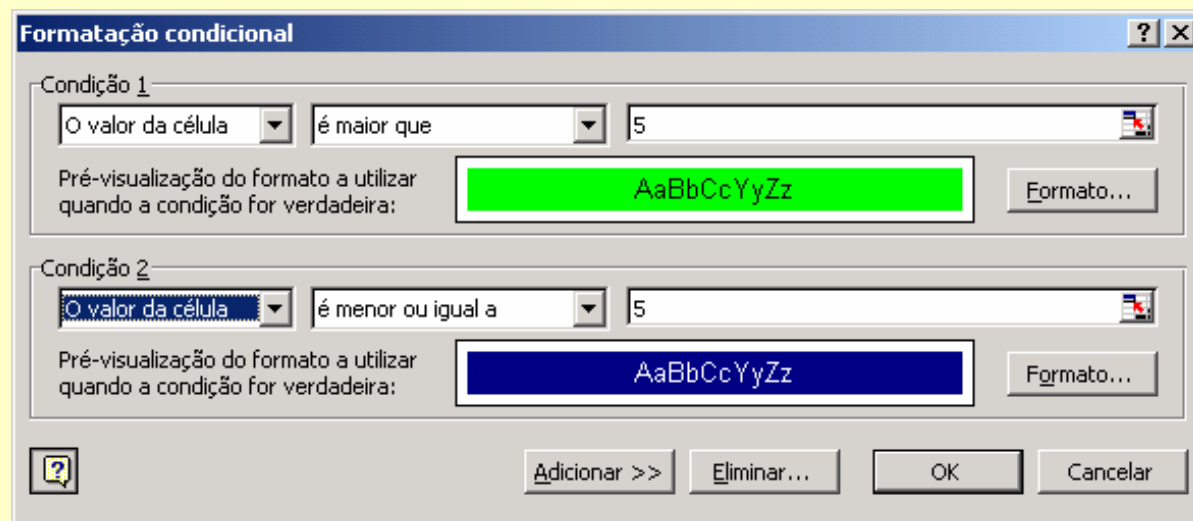 Formatação condicional
Condição 1
O valor da célula é maior que 5
Pré-visualização do formato a utilizar
quando a condição for verdadeira:
AaBbCcYyZz
Formato...
Condição 2
O valor da célula é menor ou igual a 5
Pré-visualização do formato a utilizar
quando a condição for verdadeira:
AaBbCcYyZz
Formato...
Adicionar >> Eliminar... OK Cancelar